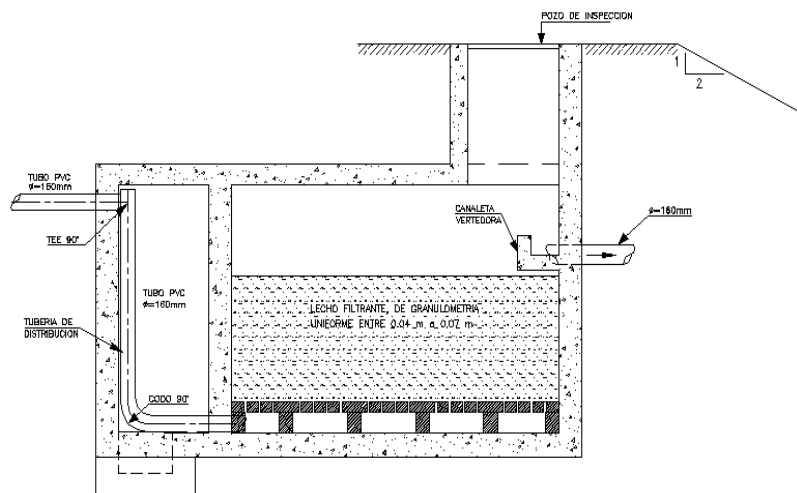 POZO DE INSPECCION
1
2
TUBO PVC
ø=160mm
TEE 90°
CANALETA
VERTEDORA
ø=160mm
TUBO PVC
ø=160mm
LECHO FILTRANTE, DE GRANULOMETRIA
UNIFORME ENTRE 0.04 m a 0.07 m
TUBERIA DE
DISTRIBUCION
CODO 90°